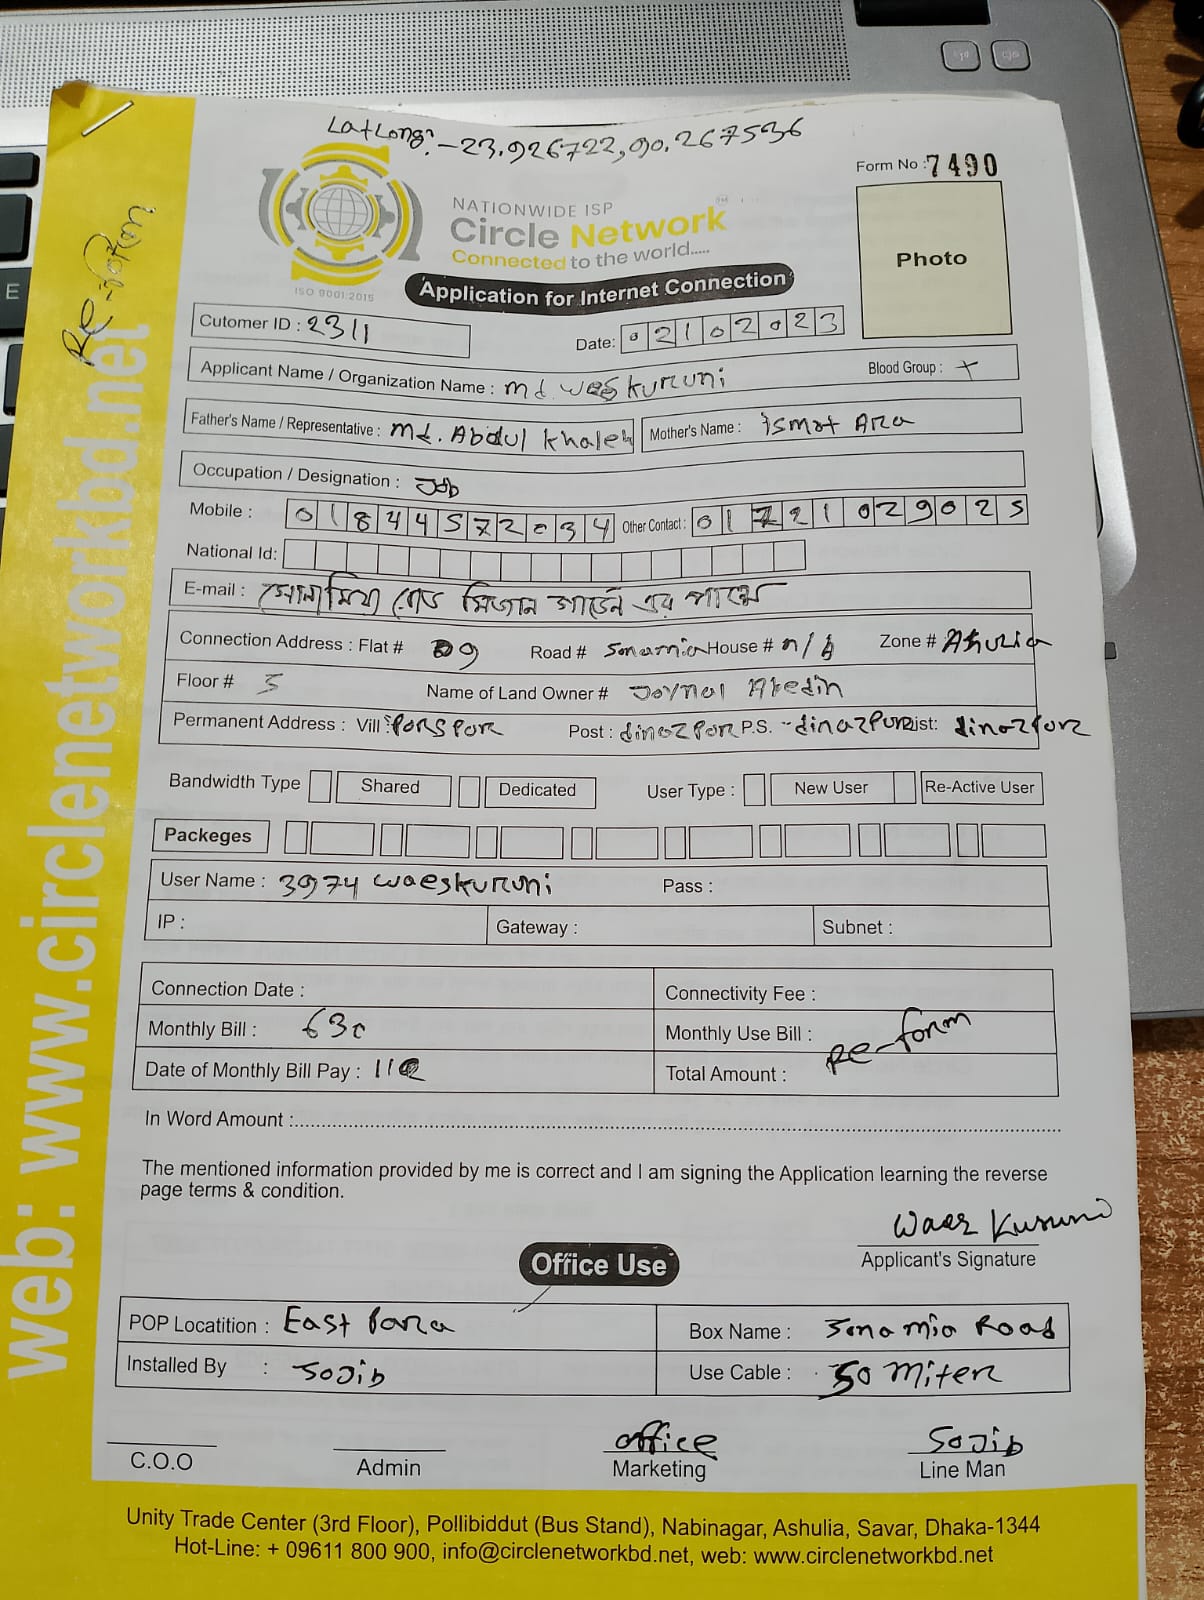 LatLong: -23.926722, 90.267536
Form No : 7490
NATIONWIDE ISP
Circle Network
Connected to the world.....
ISO 9001:2015
Photo
Application for Internet Connection
Re-form
Cutomer ID : 2311
Date: 02102023
Applicant Name / Organization Name : Md. Waeskuruni Blood Group : +
Father's Name / Representative : Md. Abdul Khalek Mother's Name : Ismot Ara
Occupation / Designation : Job
Mobile : 01844572034 Other Contact : 01721029025
National Id:
E-mail : সোনামিয়া রোড মিজান গার্ডেন এর পাশে
Connection Address : Flat # D9 Road # Sonamia House # n/b Zone # Ashulia
Floor # 5 Name of Land Owner # Joynal Abedin
Permanent Address : Vill : Porspor Post : dinazpor P.S. - dinazpur Dist: dinazpor
Bandwidth Type Shared Dedicated User Type : New User Re-Active User
Packeges
User Name : 3974 waeskuruni Pass :
IP : Gateway : Subnet :
Connection Date : Connectivity Fee :
Monthly Bill : 630 Monthly Use Bill :
Re-form
Date of Monthly Bill Pay : Total Amount :
In Word Amount :
The mentioned information provided by me is correct and I am signing the Application learning the reverse
page terms & condition.
Waes Kuruni
Applicant's Signature
Office Use
POP Locatition : East Para Box Name : Sona mia Road
Installed By : Sojib Use Cable : 50 Miter
office Sojib
C.O.O Admin Marketing Line Man
Unity Trade Center (3rd Floor), Pollibiddut (Bus Stand), Nabinagar, Ashulia, Savar, Dhaka-1344
Hot-Line: + 09611 800 900, info@circlenetworkbd.net, web: www.circlenetworkbd.net
web: www.circlenetworkbd.net